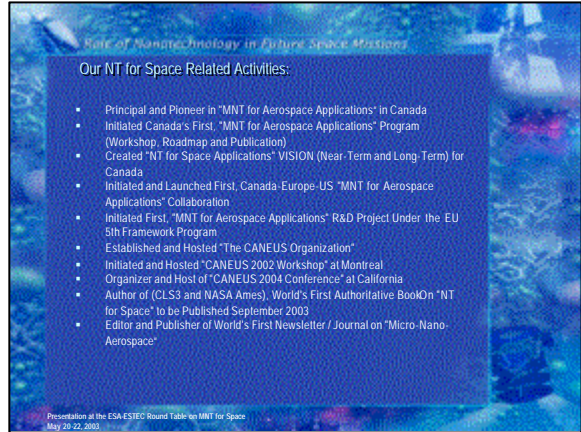 Role of Nanotechnology in Future Space Missions
Our NT for Space Related Activities:
▪ Principal and Pioneer in "MNT for Aerospace Applications" in Canada
▪ Initiated Canada's First, "MNT for Aerospace Applications" Program
(Workshop, Roadmap and Publication)
▪ Created "NT for Space Applications" VISION (Near-Term and Long-Term) for
Canada
▪ Initiated and Launched First, Canada-Europe-US "MNT for Aerospace
Applications" Collaboration
▪ Initiated First, "MNT for Aerospace Applications" R&D Project Under the EU
5th Framework Program
▪ Established and Hosted "The CANEUS Organization"
▪ Initiated and Hosted "CANEUS 2002 Workshop" at Montreal
▪ Organizer and Host of "CANEUS 2004 Conference" at California
▪ Author of (CLS3 and NASA Ames), World's First Authoritative BookOn "NT
for Space" to be Published September 2003
▪ Editor and Publisher of World's First Newsletter / Journal on "Micro-Nano-
Aerospace"
Presentation at the ESA-ESTEC Round Table on MNT for Space
May 20-22, 2003